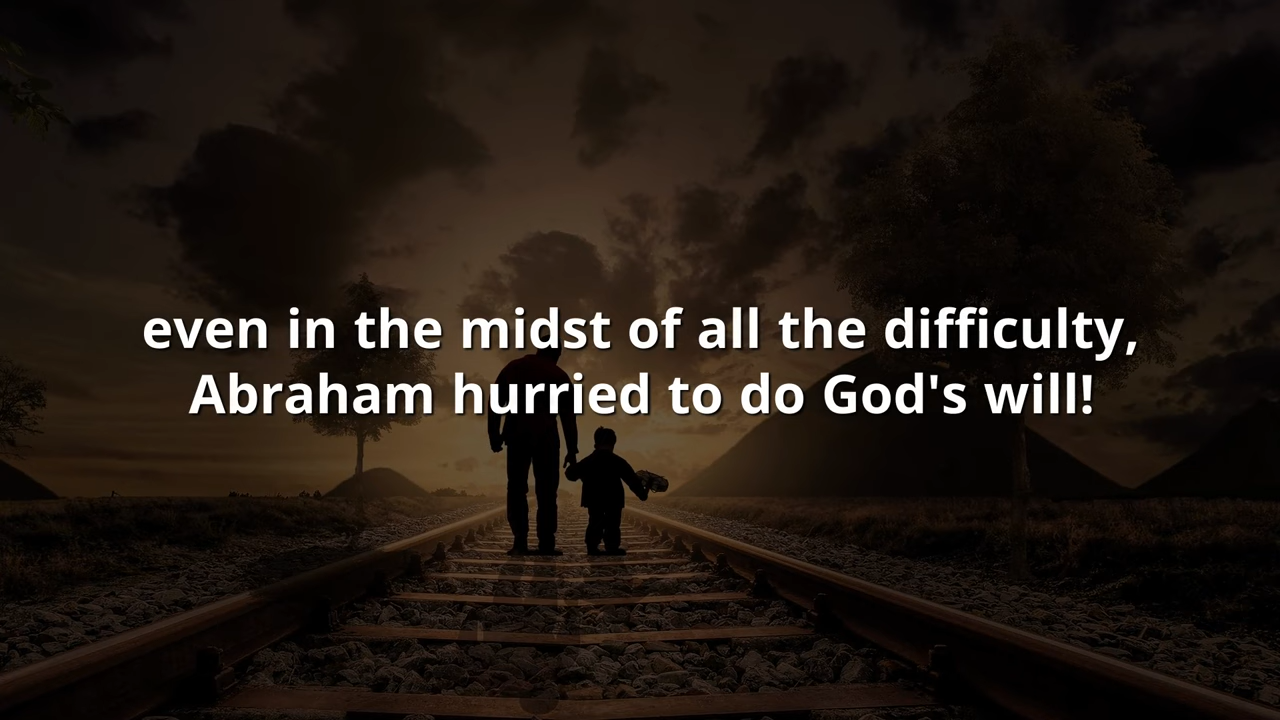 even in the midst of all the difficulty,
Abraham hurried to do God's will!